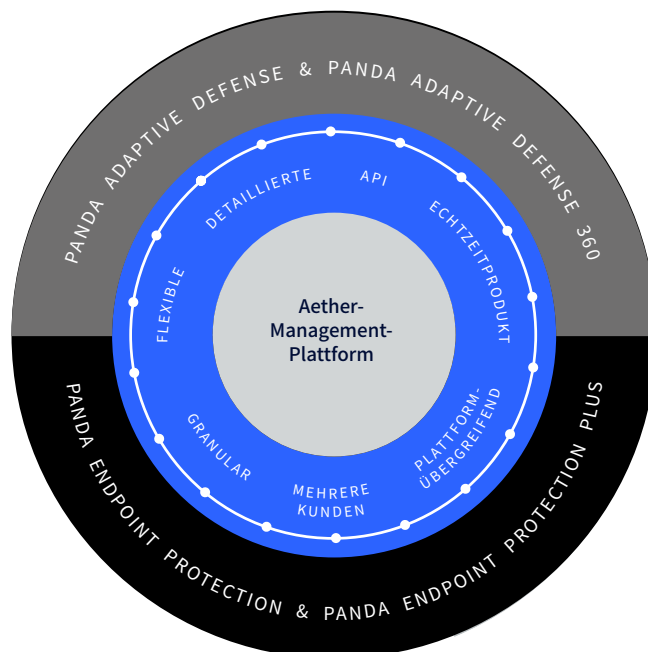 PANDA ADAPTIVE DEFENSE & PANDA ADAPTIVE DEFENSE 360
DETAILLIERTE
API
ECHTZEITPRODUKT
FLEXIBLE
Aether-
Management-
Plattform
GRANULAR
MEHRERE
KUNDEN
PLATTFORM-
ÜBERGREIFEND
PANDA ENDPOINT PROTECTION & PANDA ENDPOINT PROTECTION PLUS